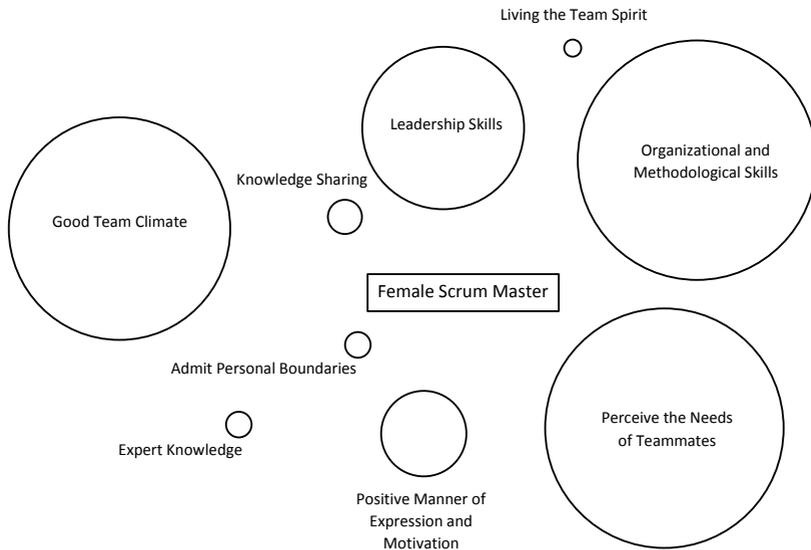 Living the Team Spirit
Leadership Skills
Organizational and
Methodological Skills
Knowledge Sharing
Good Team Climate
Female Scrum Master
Admit Personal Boundaries
Expert Knowledge
Perceive the Needs
of Teammates
Positive Manner of
Expression and
Motivation